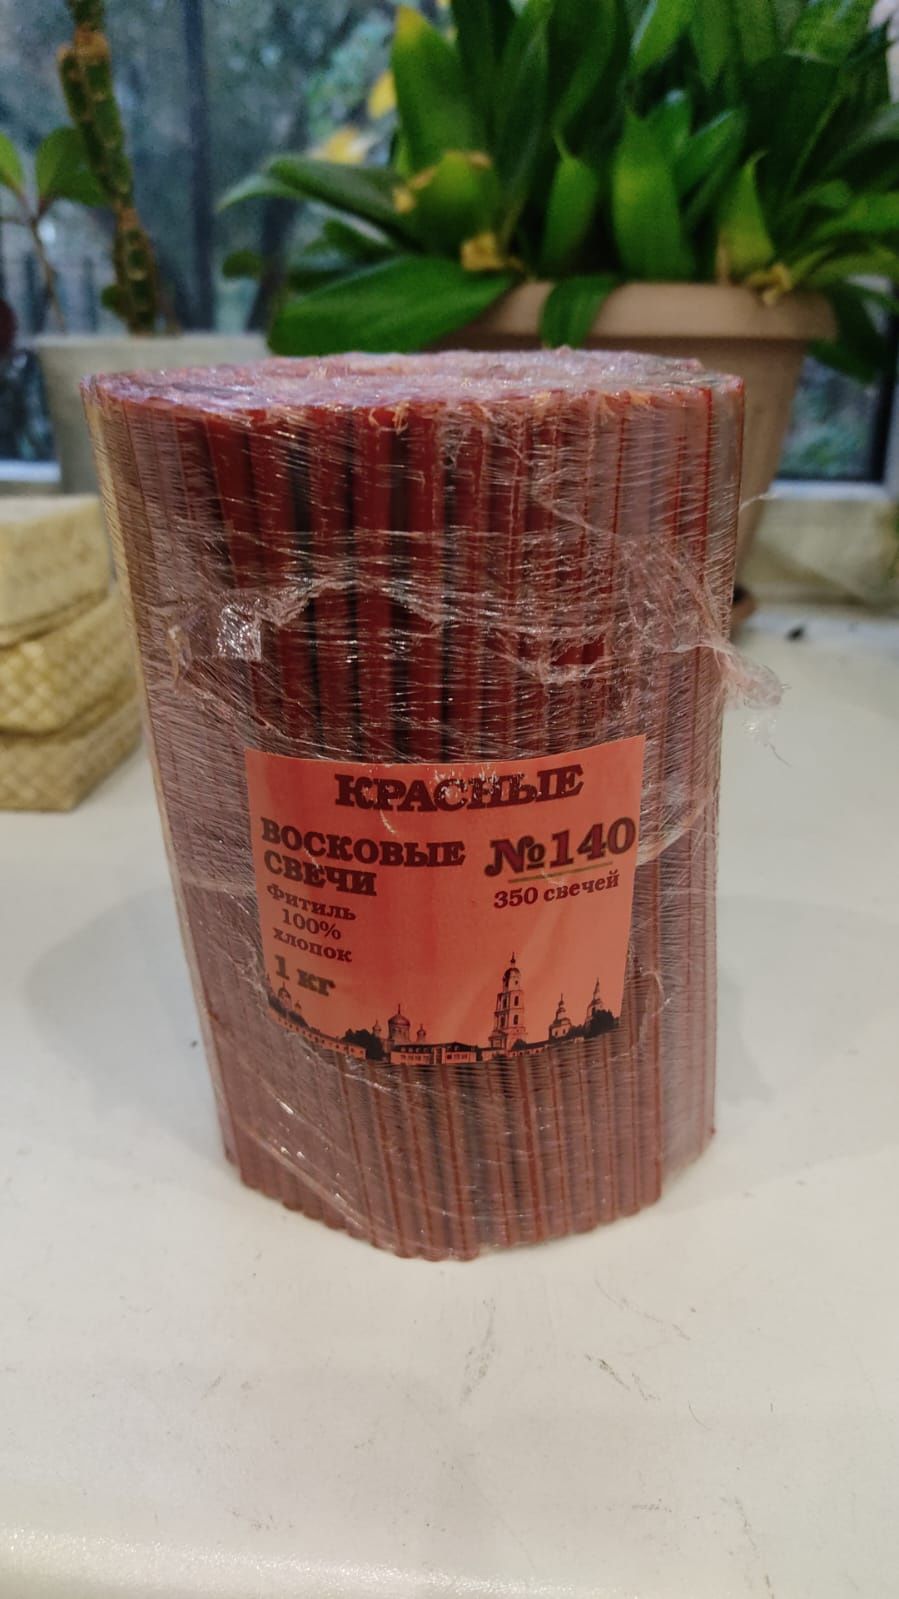 КРАСНЫЕ
ВОСКОВЫЕ
СВЕЧИ
фитиль
100%
хлопок
1 кг
№140
350 свечей